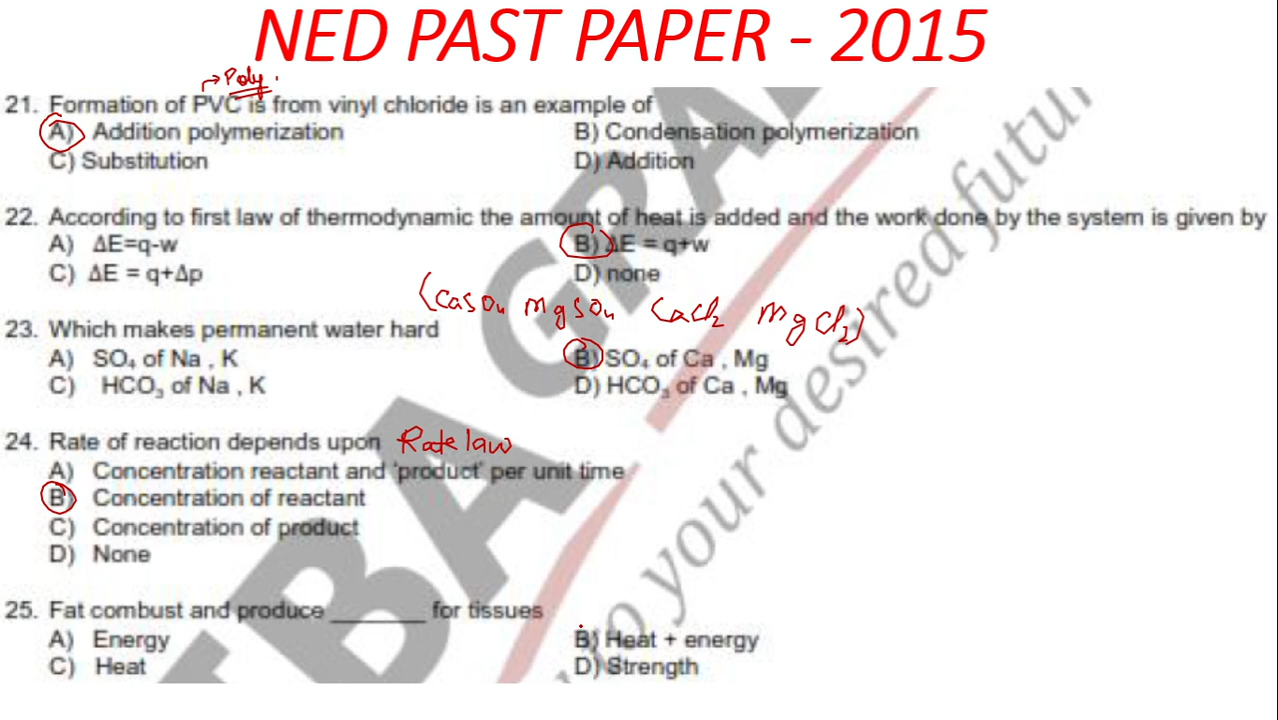 NED PAST PAPER - 2015
Poly.
21. Formation of PVC is from vinyl chloride is an example of
A) Addition polymerization B) Condensation polymerization
C) Substitution D) Addition
22. According to first law of thermodynamic the amount of heat is added and the work done by the system is given by
A) ΔE=q-w B) ΔE = q+w
C) ΔE = q+Δp D) none
(CaSO4 MgSO4 CaCl2 MgCl2)
23. Which makes permanent water hard
A) SO₄ of Na , K B) SO₄ of Ca , Mg
C) HCO₃ of Na , K D) HCO₃ of Ca , Mg
24. Rate of reaction depends upon Rate law
A) Concentration reactant and 'product' per unit time
B) Concentration of reactant
C) Concentration of product
D) None
25. Fat combust and produce ______ for tissues
A) Energy B) Heat + energy
C) Heat D) Strength
to your desired futur